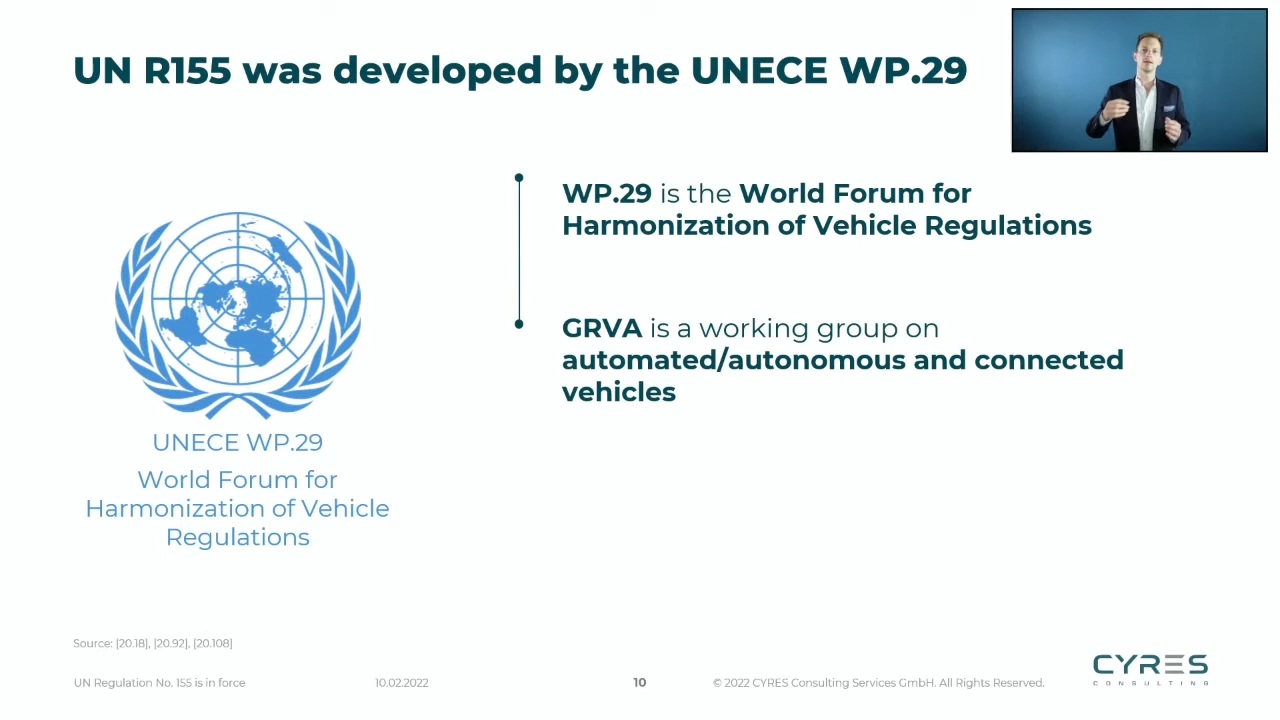 UN R155 was developed by the UNECE WP.29
WP.29 is the World Forum for
Harmonization of Vehicle Regulations
GRVA is a working group on
automated/autonomous and connected
vehicles
UNECE WP.29
World Forum for
Harmonization of Vehicle
Regulations
Source: [20.18], [20.92], [20.108]
UN Regulation No. 155 is in force
10.02.2022
10
© 2022 CYRES Consulting Services GmbH. All Rights Reserved.
CYRES
CONSULTING